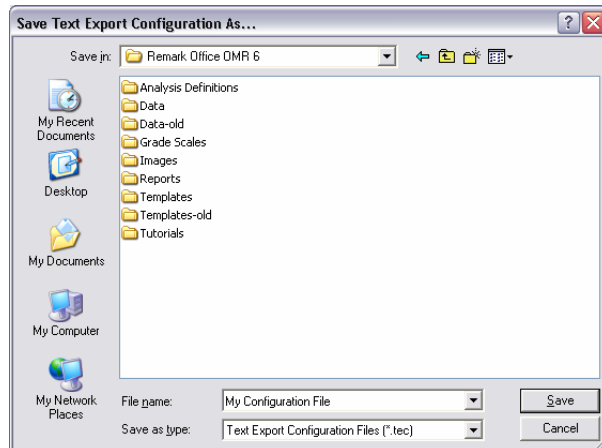 Save Text Export Configuration As...
Save in: Remark Office OMR 6
My Recent
Documents
Desktop
My Documents
My Computer
My Network
Places
Analysis Definitions
Data
Data-old
Grade Scales
Images
Reports
Templates
Templates-old
Tutorials
File name: My Configuration File Save
Save as type: Text Export Configuration Files (*.tec) Cancel